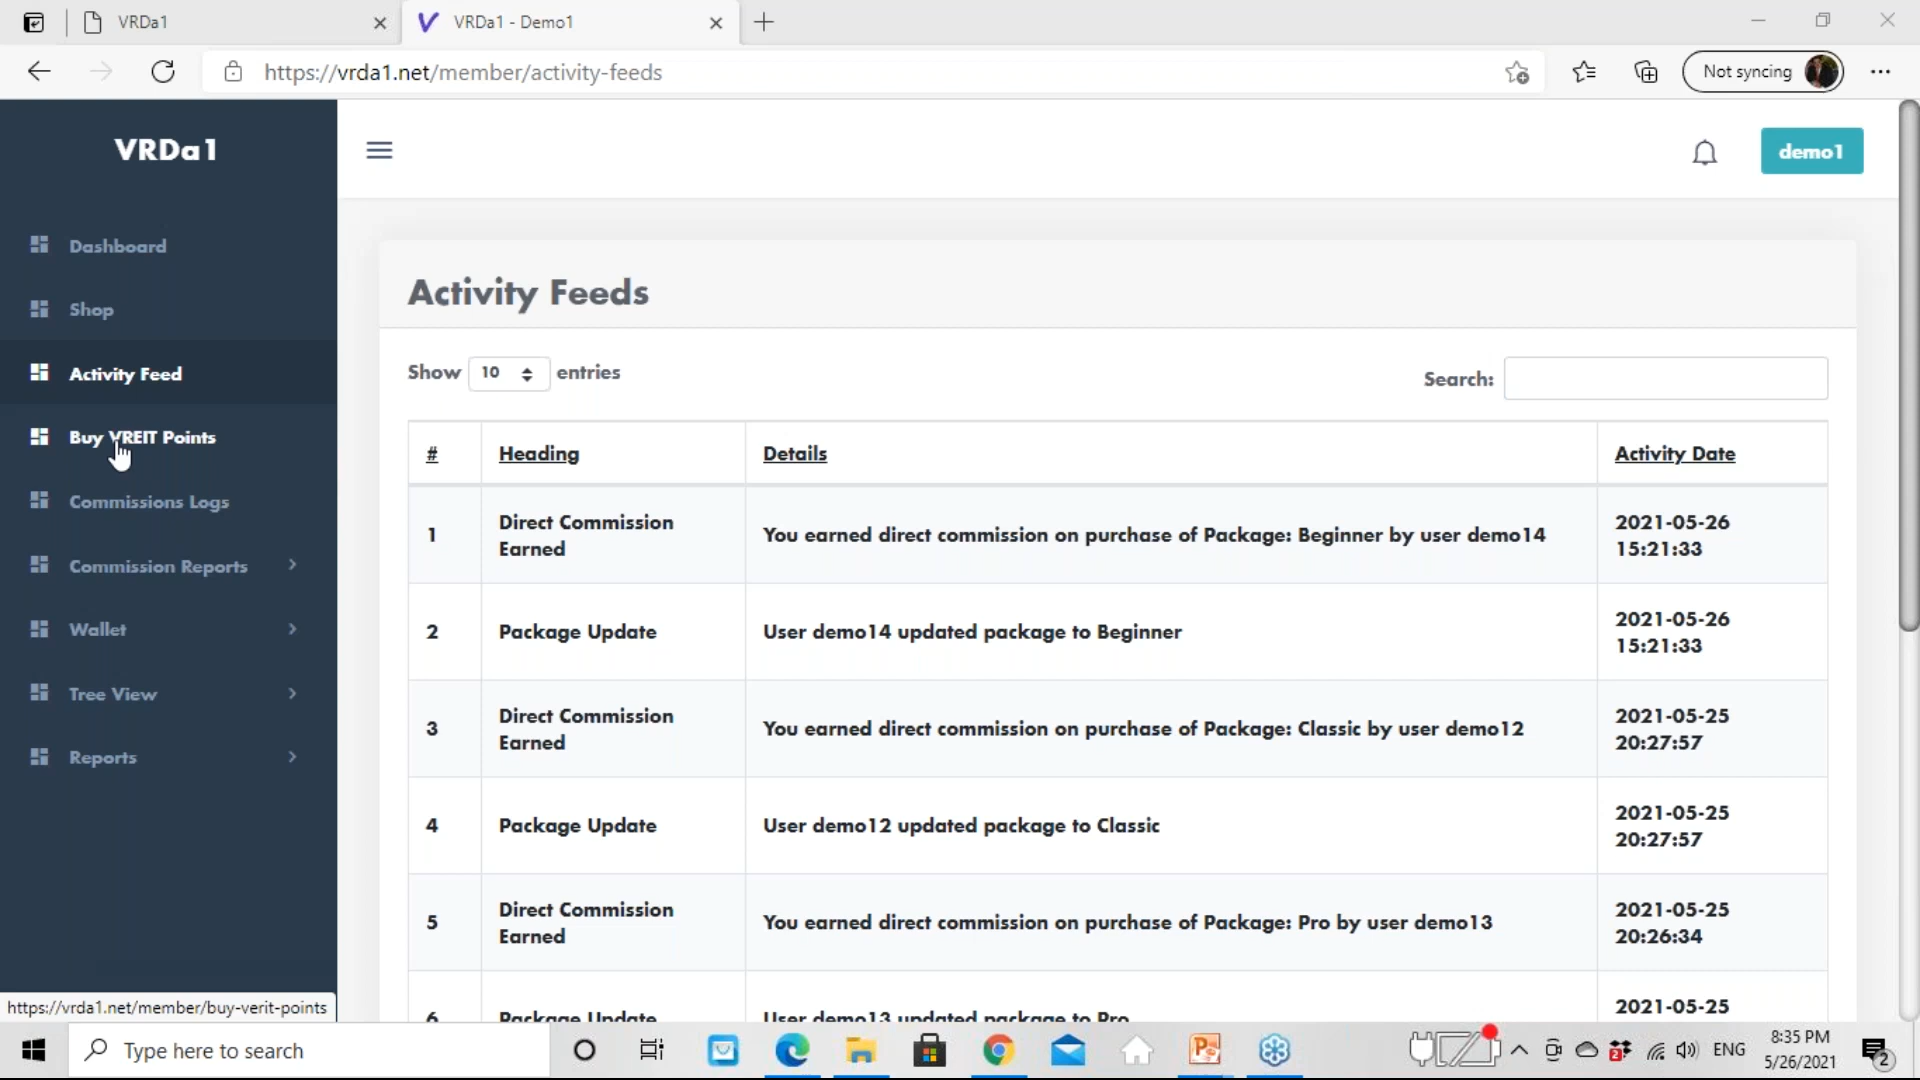 VRDa1
VRDa1 - Demo1
https://vrda1.net/member/activity-feeds
Not syncing
VRDa1
demo1
Dashboard
Shop
Activity Feed
Buy VREIT Points
Commissions Logs
Commission Reports
Wallet
Tree View
Reports
Activity Feeds
Show 10 entries
Search:
# Heading Details Activity Date
1 Direct Commission Earned You earned direct commission on purchase of Package: Beginner by user demo14 2021-05-26 15:21:33
2 Package Update User demo14 updated package to Beginner 2021-05-26 15:21:33
3 Direct Commission Earned You earned direct commission on purchase of Package: Classic by user demo12 2021-05-25 20:27:57
4 Package Update User demo12 updated package to Classic 2021-05-25 20:27:57
5 Direct Commission Earned You earned direct commission on purchase of Package: Pro by user demo13 2021-05-25 20:26:34
6 Package Update User demo13 updated package to Pro 2021-05-25
https://vrda1.net/member/buy-verit-points
Type here to search
2
ENG
8:35 PM
5/26/2021
2